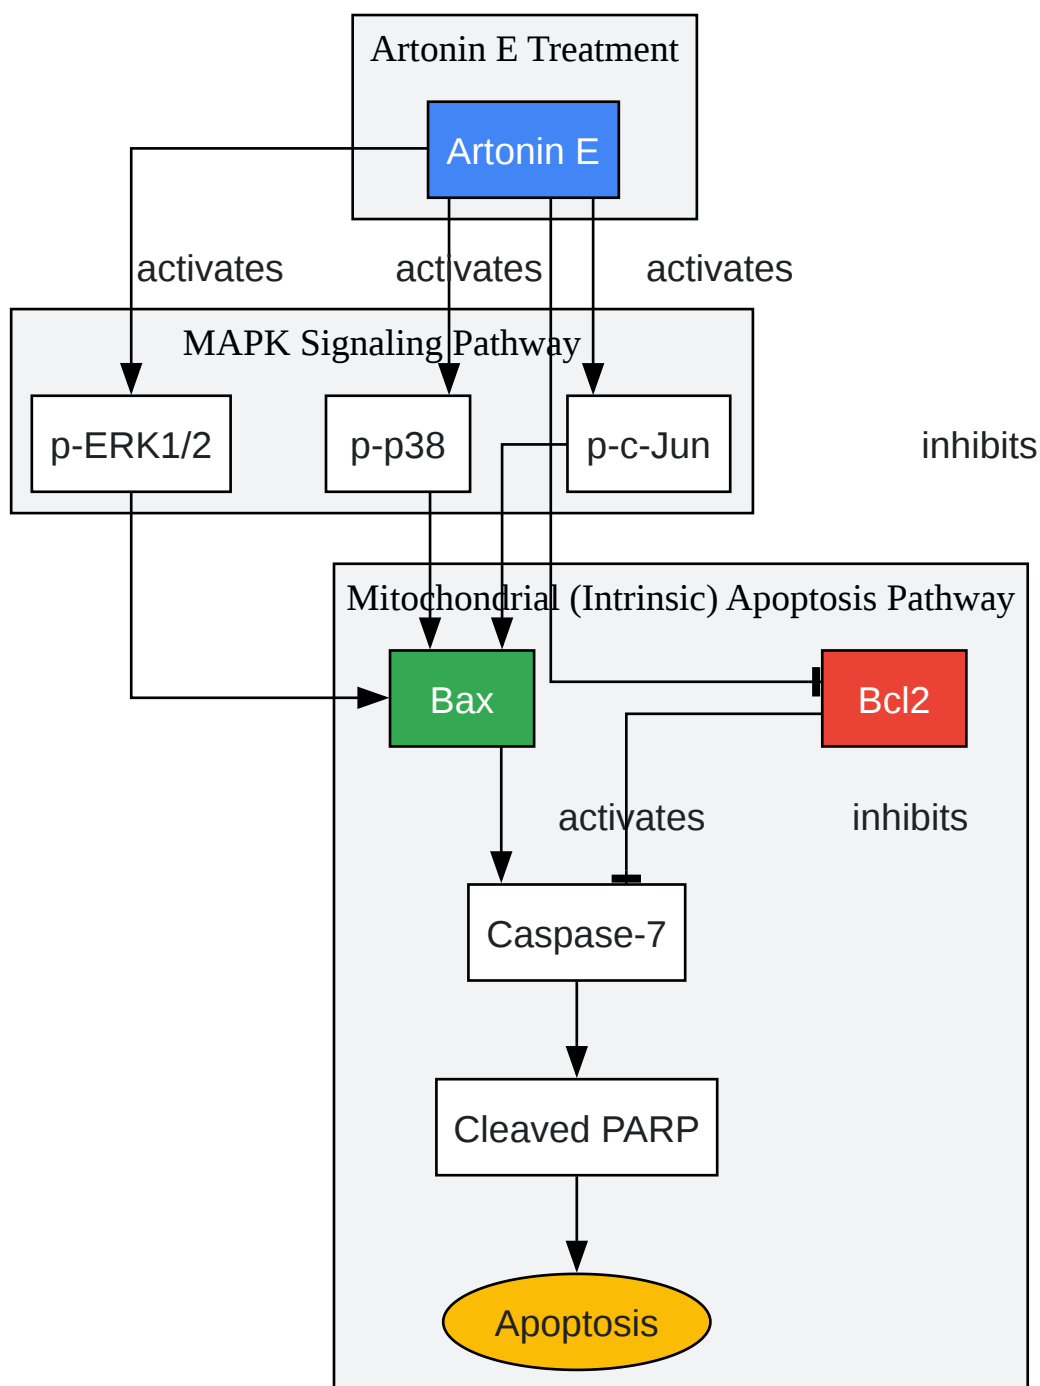 Artonin E Treatment
Artonin E
activates
activates
activates
MAPK Signaling Pathway
p-ERK1/2
p-p38
p-c-Jun
inhibits
Mitochondrial (Intrinsic) Apoptosis Pathway
Bax
Bcl2
activates
inhibits
Caspase-7
Cleaved PARP
Apoptosis